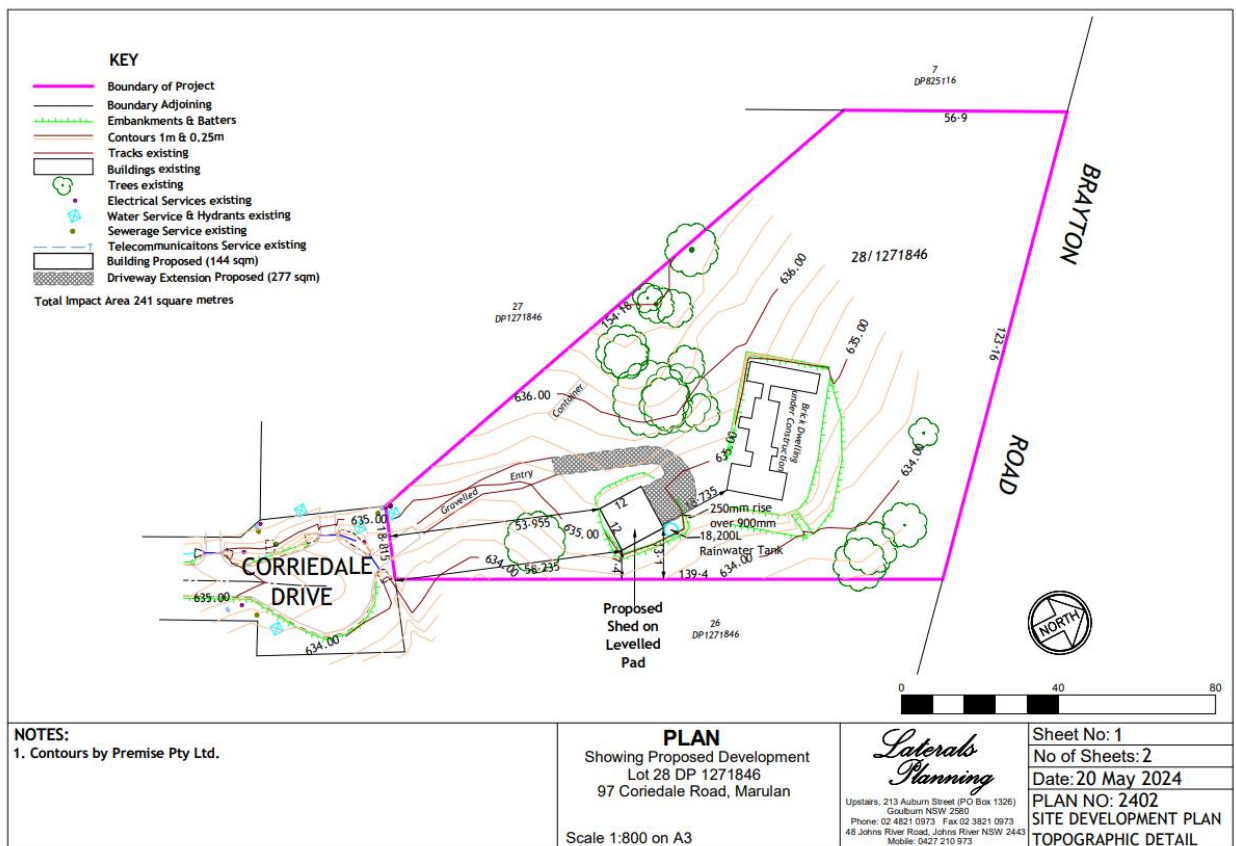 KEY
Boundary of Project
Boundary Adjoining
Embankments & Batters
Contours 1m & 0.25m
Tracks existing
Buildings existing
Trees existing
Electrical Services existing
Water Service & Hydrants existing
Sewerage Service existing
T
Telecommunicaitons Service existing
Building Proposed (144 sqm)
Driveway Extension Proposed (277 sqm)
Total Impact Area 241 square metres
7
DP825116
56·9
BRAYTON
ROAD
28/1271846
636.00
635.00
123·16
27
DP1271846
154·18
636.00
Container
Brick Dwelling
under Construction
634.00
Entry
Gravelled
12
12
53·955
635.00
18·735
250mm rise
over 900mm
18,200L
Rainwater Tank
635.00
18·815
CORRIEDALE
DRIVE
635.00
634.00
634.00
58·235
7·4
13·1
139·4
634.00
Proposed
Shed on
Levelled
Pad
26
DP1271846
NORTH
0
40
80
NOTES:
1. Contours by Premise Pty Ltd.
PLAN
Showing Proposed Development
Lot 28 DP 1271846
97 Coriedale Road, Marulan
Scale 1:800 on A3
Laterals
Planning
Upstairs, 213 Auburn Street (PO Box 1326)
Goulburn NSW 2580
Phone: 02 4821 0973 Fax 02 3821 0973
48 Johns River Road, Johns River NSW 2443
Mobile: 0427 210 973
Sheet No: 1
No of Sheets: 2
Date: 20 May 2024
PLAN NO: 2402
SITE DEVELOPMENT PLAN
TOPOGRAPHIC DETAIL